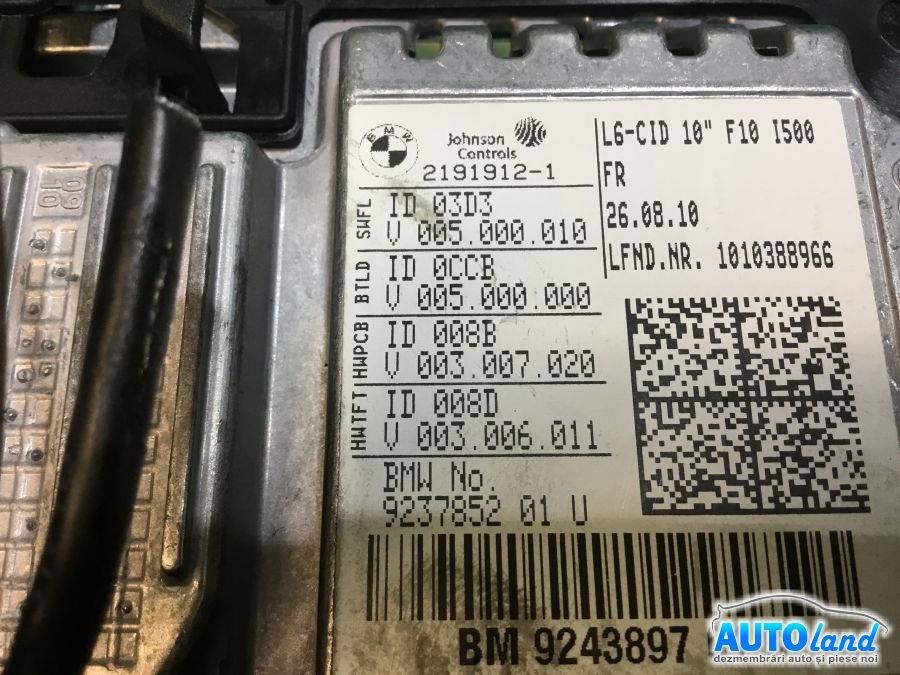 BMW
Johnson
Controls
2191912-1
L6-CID 10" F10 I500
FR
26.08.10
LFND.NR. 1010388966
SWFL
ID 03D3
V 005.000.010
BTLD
ID 0CCB
V 005.000.000
HWPCB
ID 008B
V 003.007.020
HWTFT
ID 008D
V 003.006.011
BMW No.
9237852 01 U
BM 9243897
AUTOland
dezmembrări auto și piese noi